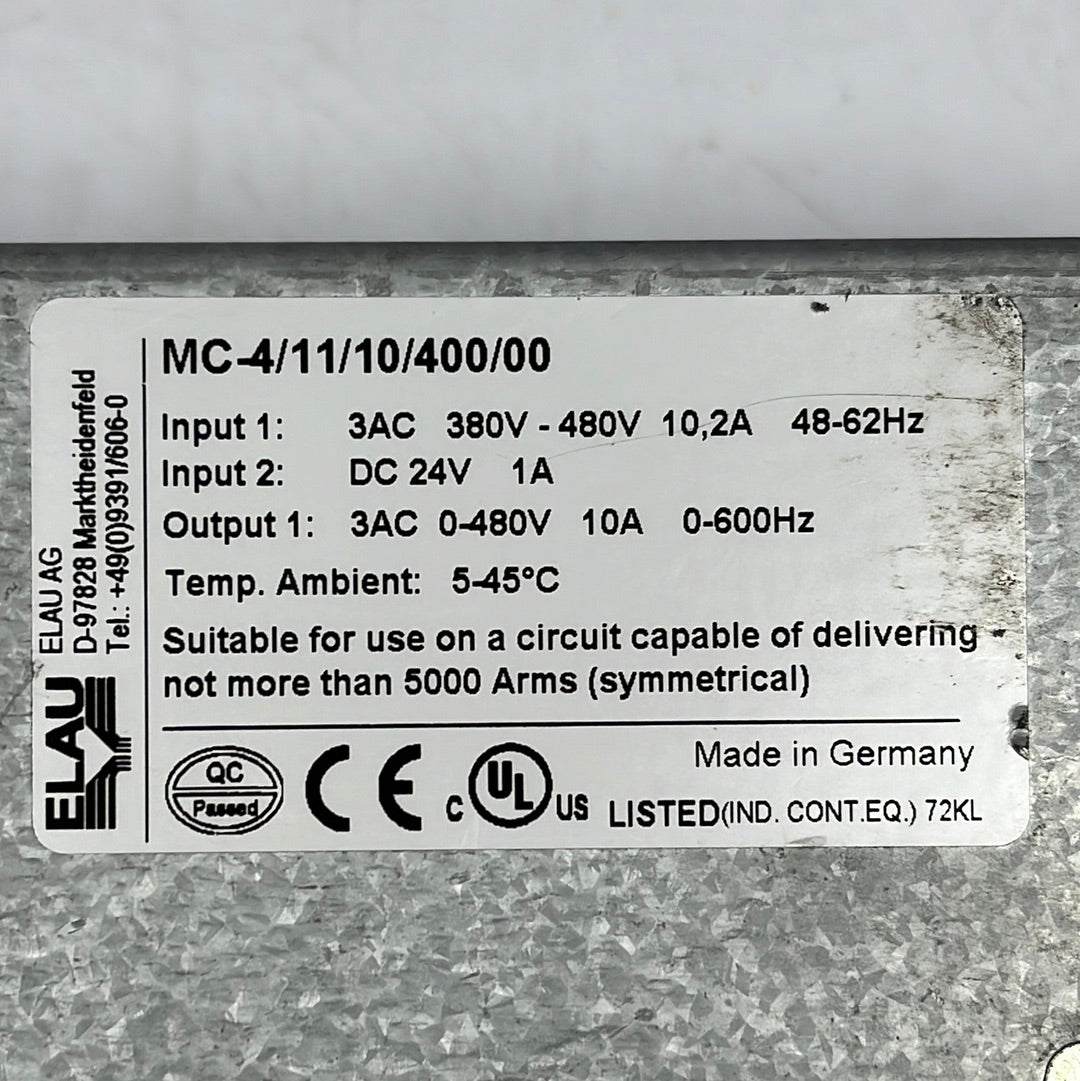 MC-4/11/10/400/00
Input 1: 3AC 380V - 480V 10,2A 48-62Hz
Input 2: DC 24V 1A
Output 1: 3AC 0-480V 10A 0-600Hz
Temp. Ambient: 5-45°C
Suitable for use on a circuit capable of delivering
not more than 5000 Arms (symmetrical)
ELAU AG
D-97828 Marktheidenfeld
Tel.: +49(0)9391/606-0
ELAU
QC
Passed
CE
C UL US
Made in Germany
LISTED(IND. CONT.EQ.) 72KL